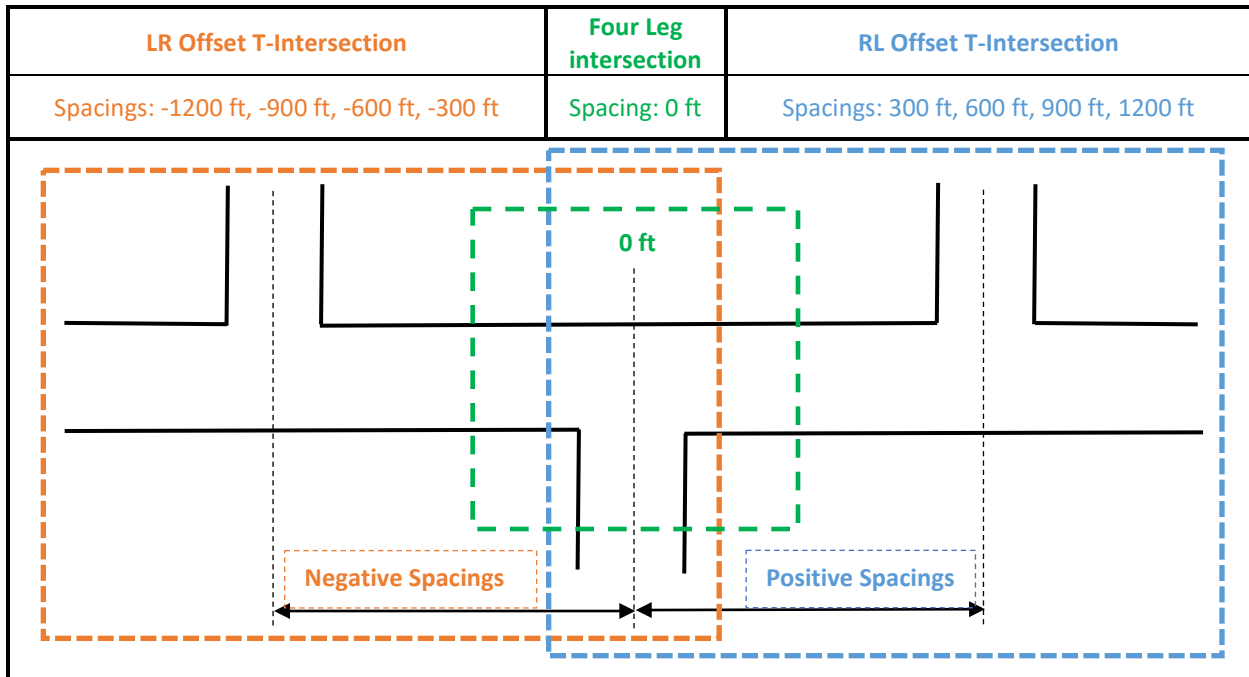 LR Offset T-Intersection
Four Leg
intersection
RL Offset T-Intersection
Spacings: -1200 ft, -900 ft, -600 ft, -300 ft
Spacing: 0 ft
Spacings: 300 ft, 600 ft, 900 ft, 1200 ft
0 ft
Negative Spacings
Positive Spacings